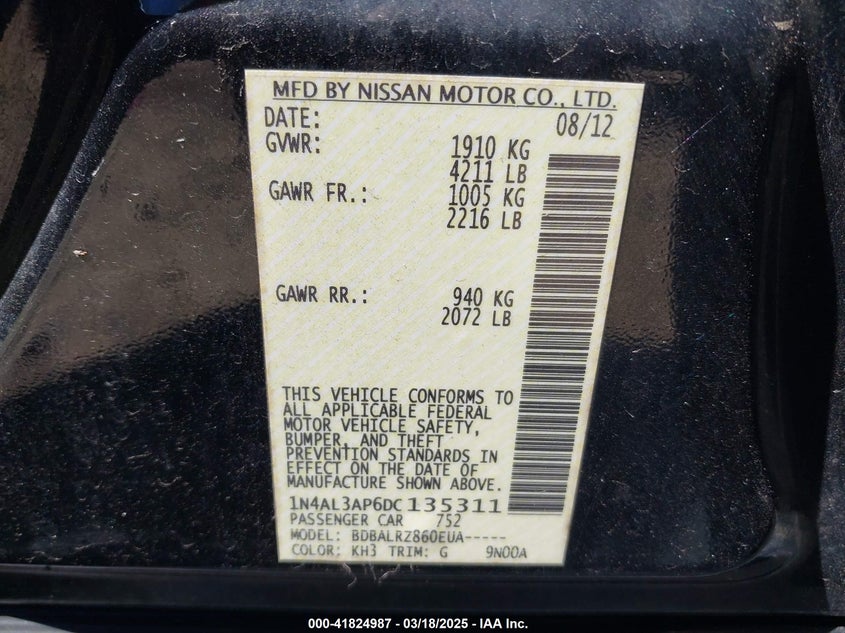 MFD BY NISSAN MOTOR CO., LTD.
DATE: 08/12
GVWR: 1910 KG
4211 LB
GAWR FR.: 1005 KG
2216 LB
GAWR RR.: 940 KG
2072 LB
THIS VEHICLE CONFORMS TO
ALL APPLICABLE FEDERAL
MOTOR VEHICLE SAFETY,
BUMPER, AND THEFT
PREVENTION STANDARDS IN
EFFECT ON THE DATE OF
MANUFACTURE SHOWN ABOVE.
1N4AL3AP6DC135311
PASSENGER CAR 752
MODEL: BDBALRZ860EUA-----
COLOR: KH3 TRIM: G 9N00A
000-41824987 - 03/18/2025 - IAA Inc.